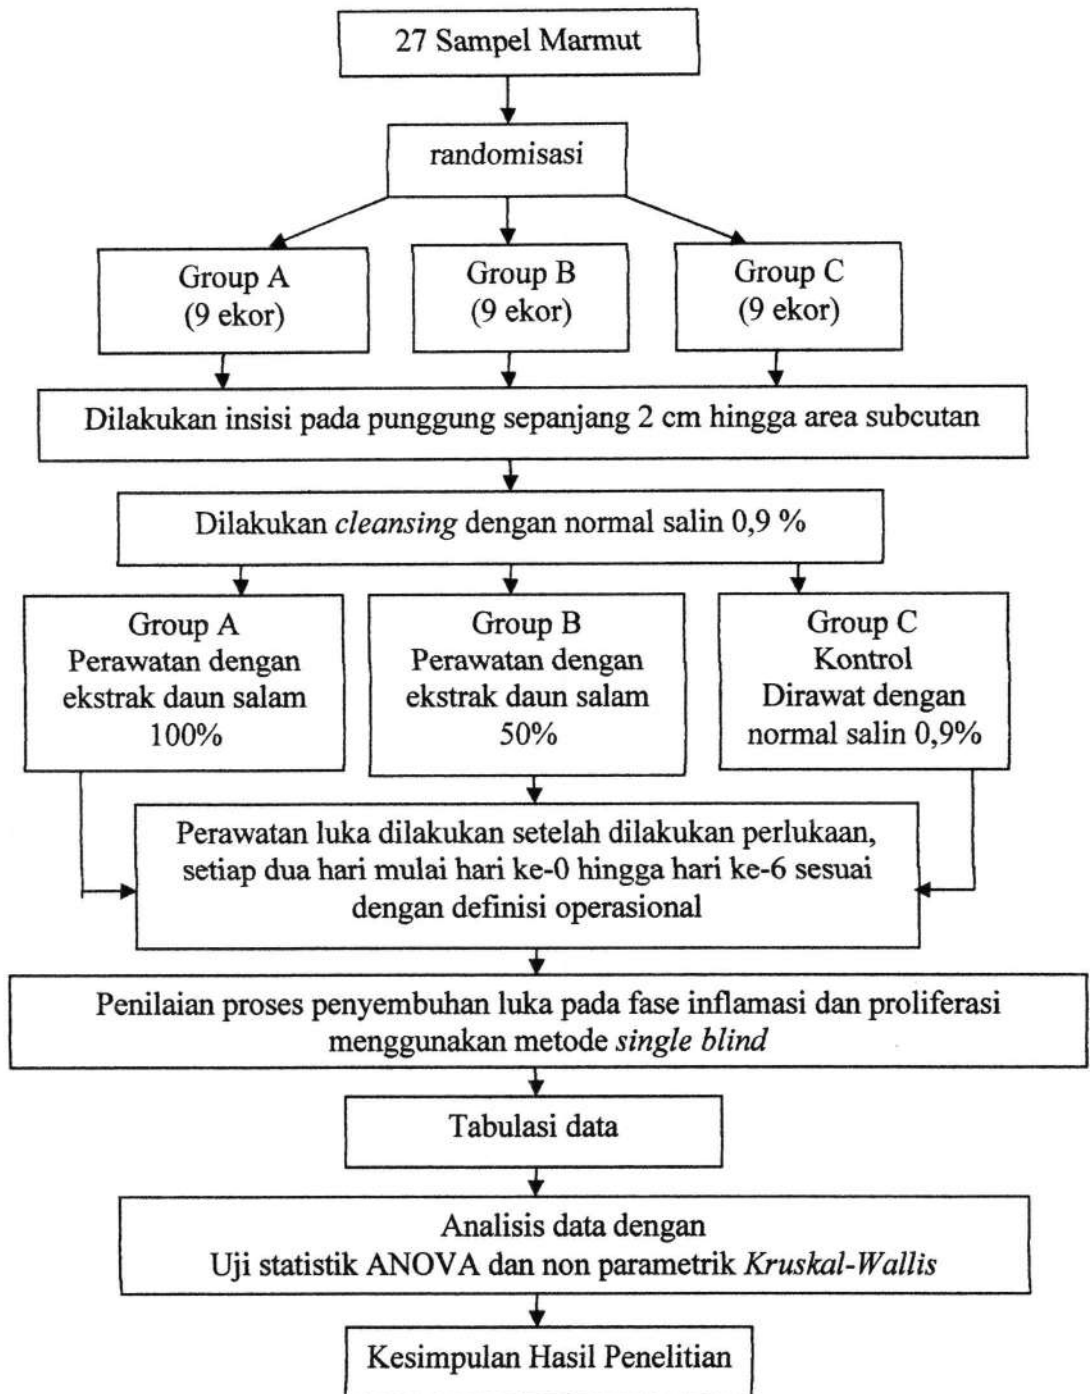 27 Sampel Marmut
randomisasi
Group A
(9 ekor)
Group B
(9 ekor)
Group C
(9 ekor)
Dilakukan insisi pada punggung sepanjang 2 cm hingga area subcutan
Dilakukan cleansing dengan normal salin 0,9 %
Group A
Perawatan dengan
ekstrak daun salam
100%
Group B
Perawatan dengan
ekstrak daun salam
50%
Group C
Kontrol
Dirawat dengan
normal salin 0,9%
Perawatan luka dilakukan setelah dilakukan perlukaan,
setiap dua hari mulai hari ke-0 hingga hari ke-6 sesuai
dengan definisi operasional
Penilaian proses penyembuhan luka pada fase inflamasi dan proliferasi
menggunakan metode single blind
Tabulasi data
Analisis data dengan
Uji statistik ANOVA dan non parametrik Kruskal-Wallis
Kesimpulan Hasil Penelitian